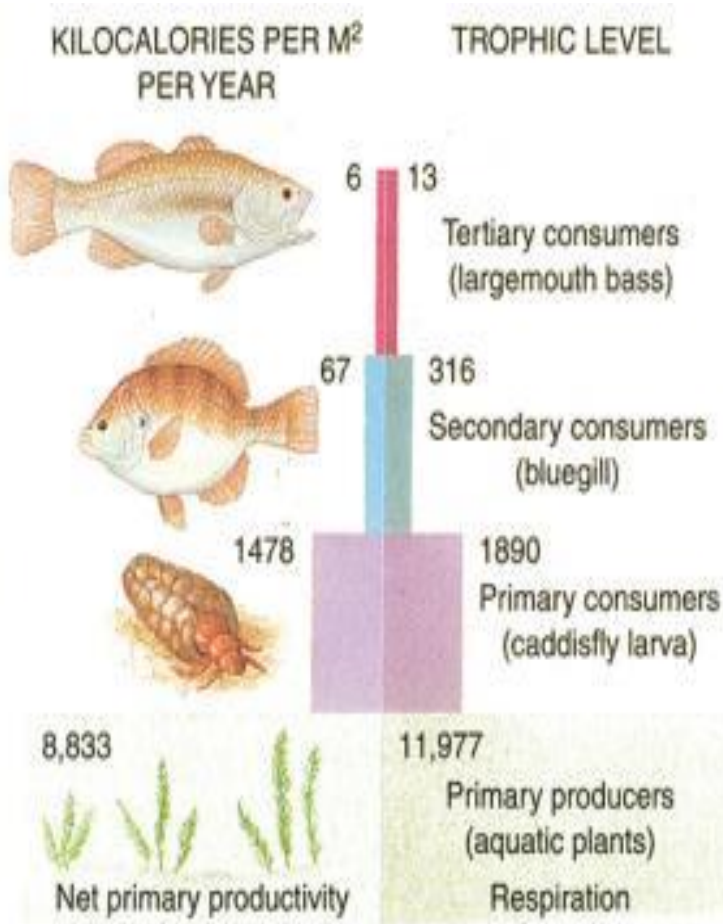 KILOCALORIES PER M²
PER YEAR
TROPHIC LEVEL
6
13
Tertiary consumers
(largemouth bass)
67
316
Secondary consumers
(bluegill)
1478
1890
Primary consumers
(caddisfly larva)
8,833
11,977
Primary producers
(aquatic plants)
Net primary productivity
Respiration